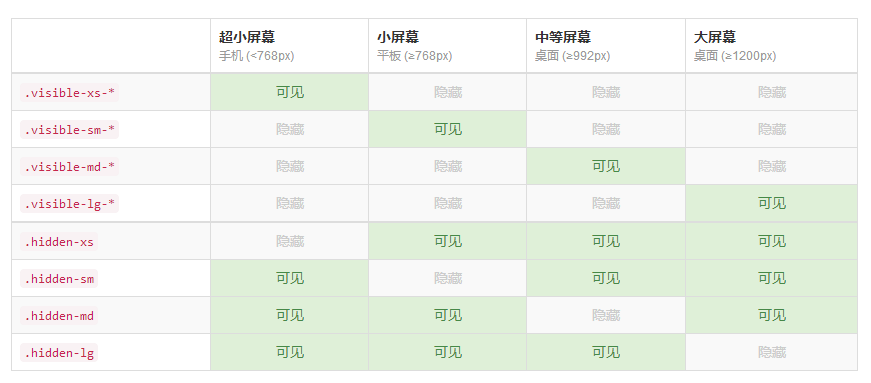 超小屏幕 小屏幕 中等屏幕 大屏幕
手机 (<768px) 平板 (≥768px) 桌面 (≥992px) 桌面 (≥1200px)
.visible-xs-* 可见 隐藏 隐藏 隐藏
.visible-sm-* 隐藏 可见 隐藏 隐藏
.visible-md-* 隐藏 隐藏 可见 隐藏
.visible-lg-* 隐藏 隐藏 隐藏 可见
.hidden-xs 隐藏 可见 可见 可见
.hidden-sm 可见 隐藏 可见 可见
.hidden-md 可见 可见 隐藏 可见
.hidden-lg 可见 可见 可见 隐藏